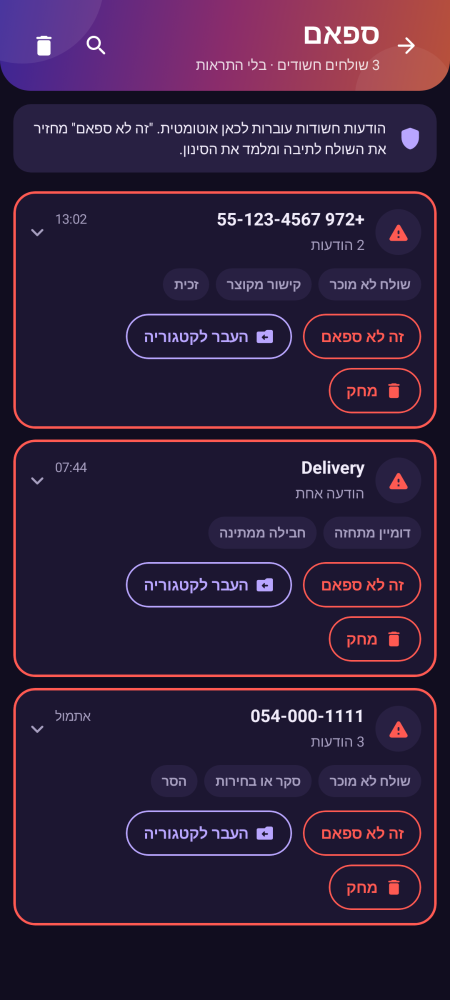 ספאם
3 שולחים חשודים · בלי התראות
הודעות חשודות עוברות לכאן אוטומטית. "זה לא ספאם" מחזיר
את השולח לתיבה ומלמד את הסינון.
+972 55-123-4567
13:02
2 הודעות
שולח לא מוכר
קישור מקוצר
זכית
זה לא ספאם
העבר לקטגוריה
מחק
Delivery
07:44
הודעה אחת
דומיין מתחזה
חבילה ממתינה
זה לא ספאם
העבר לקטגוריה
מחק
054-000-1111
אתמול
3 הודעות
שולח לא מוכר
סקר או בחירות
הסר
זה לא ספאם
העבר לקטגוריה
מחק